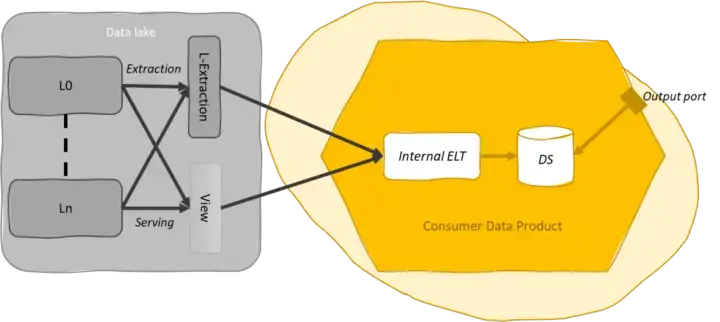 Data lake
L0
Extraction
L-Extraction
Output port
Internal ELT
DS
Ln
Serving
View
Consumer Data Product